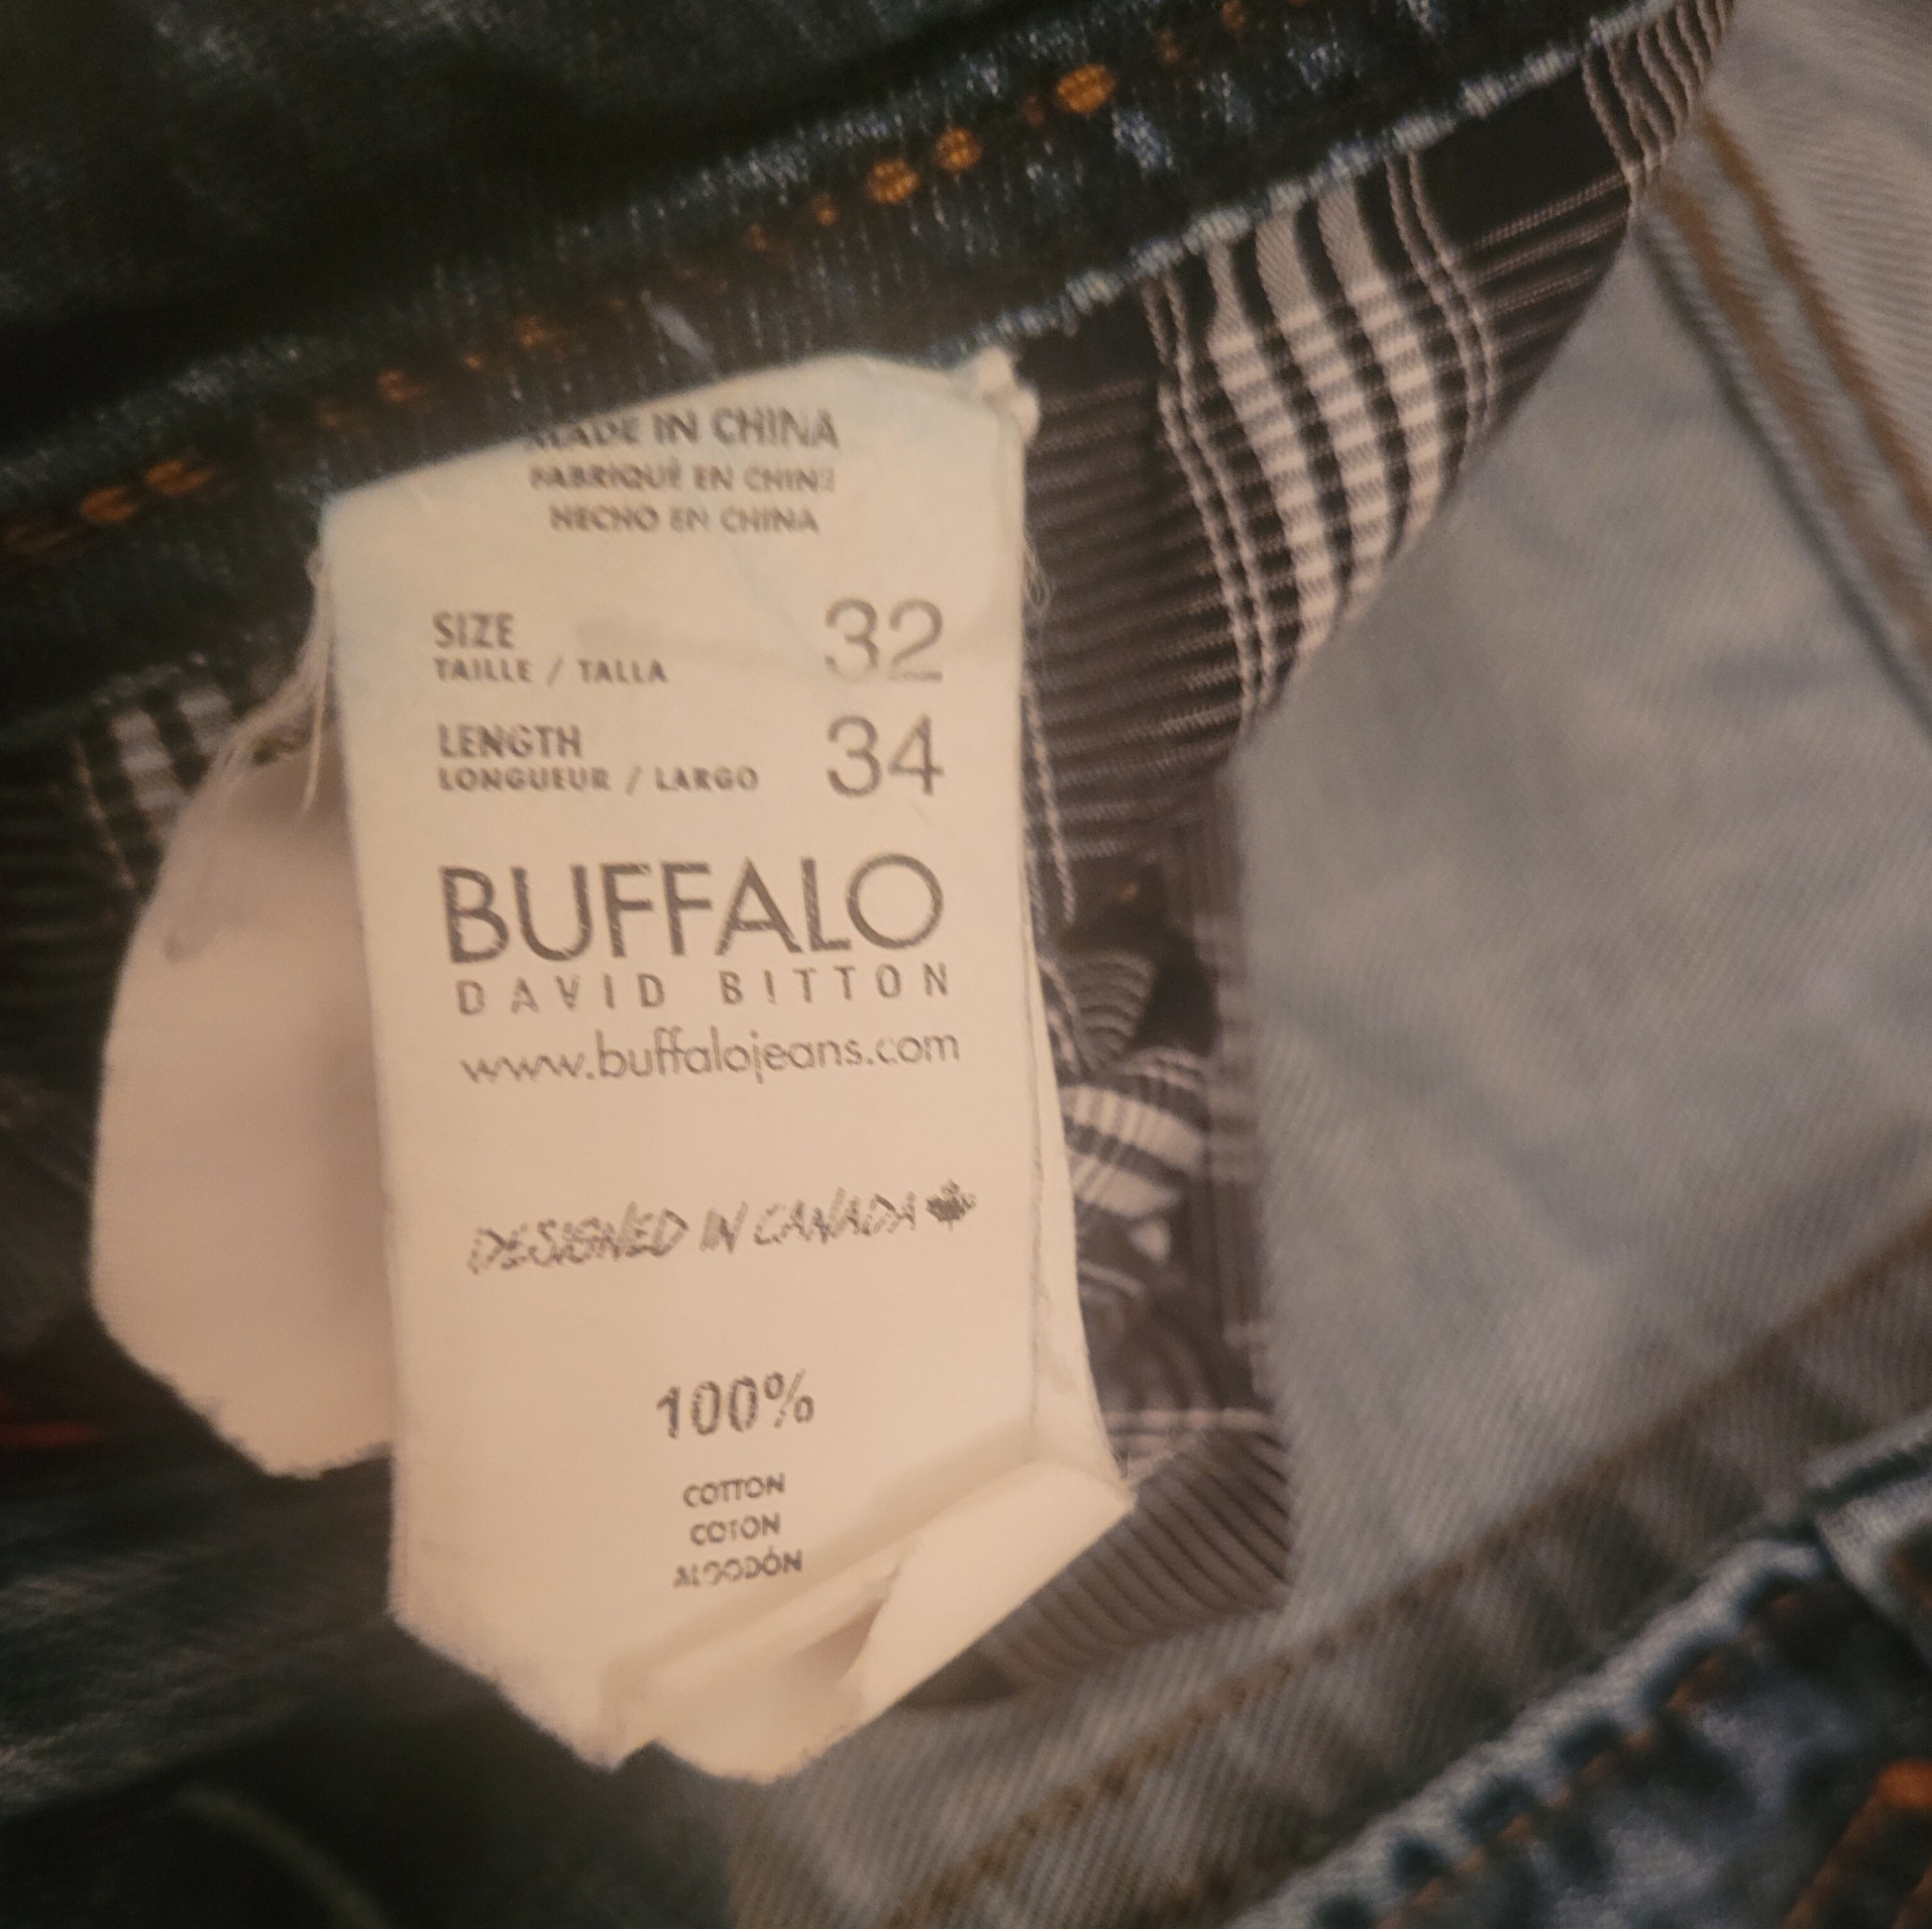 MADE IN CHINA
FABRIQUÉ EN CHINE
HECHO EN CHINA
SIZE 32
TAILLE / TALLA
LENGTH 34
LONGUEUR / LARGO
BUFFALO
DAVID BITTON
www.buffalojeans.com
DESIGNED IN CANADA
100%
COTTON
COTON
ALGODÓN